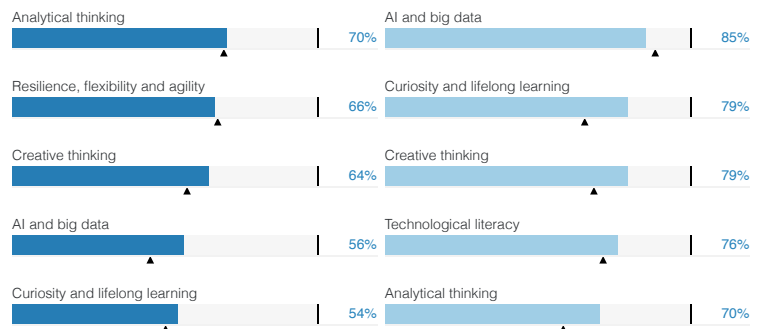 Analytical thinking
70%
Resilience, flexibility and agility
66%
Creative thinking
64%
AI and big data
56%
Curiosity and lifelong learning
54%
AI and big data
85%
Curiosity and lifelong learning
79%
Creative thinking
79%
Technological literacy
76%
Analytical thinking
70%